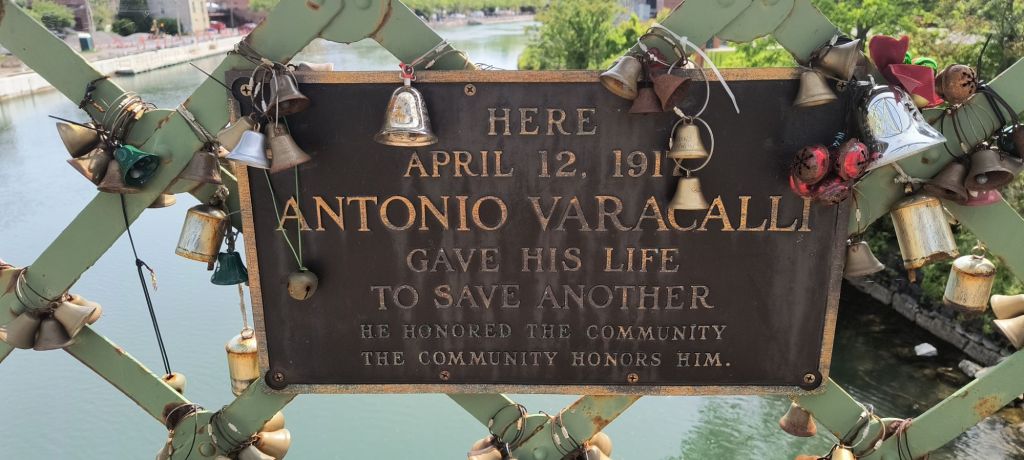 HERE
APRIL 12, 1917
ANTONIO VARACALLI
GAVE HIS LIFE
TO SAVE ANOTHER
HE HONORED THE COMMUNITY
THE COMMUNITY HONORS HIM.